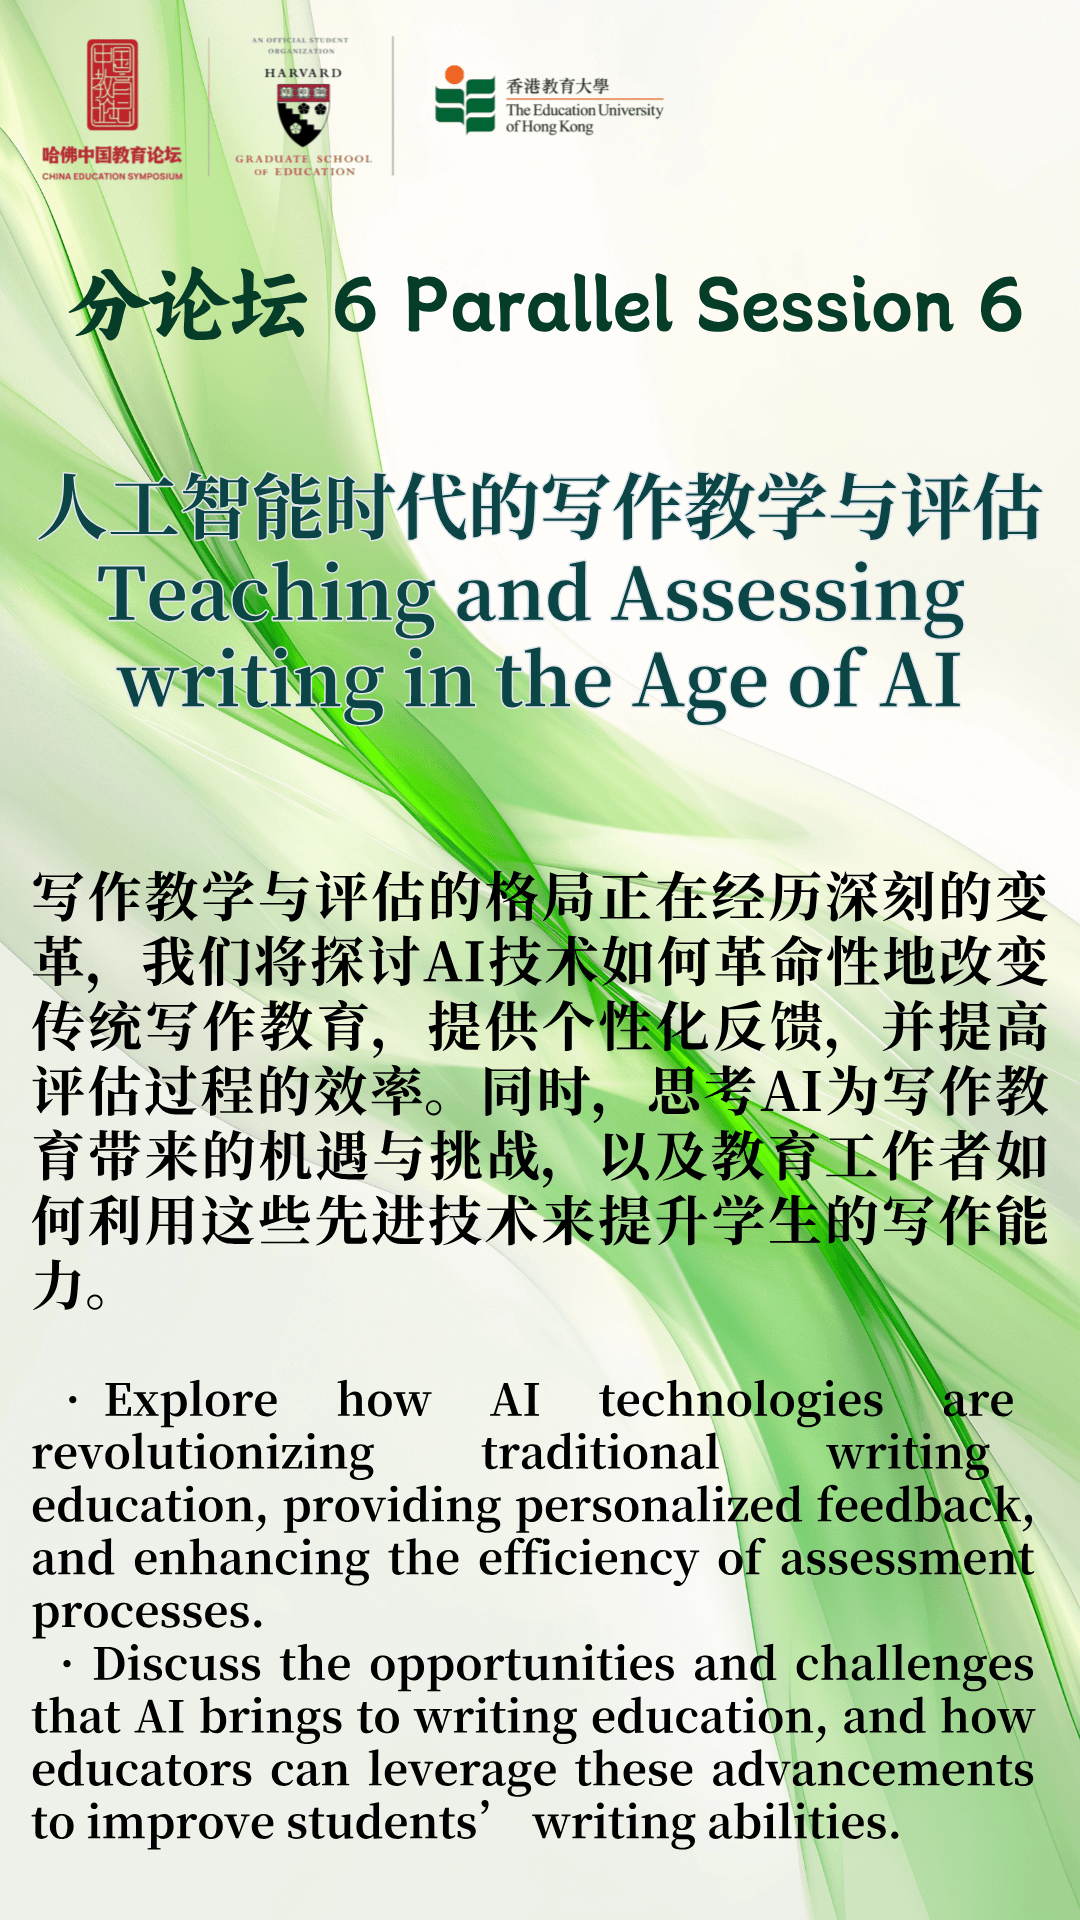 中国教育论坛
哈佛中国教育论坛
CHINA EDUCATION SYMPOSIUM
AN OFFICIAL STUDENT
ORGANIZATION
HARVARD
GRADUATE SCHOOL
OF EDUCATION
香港教育大學
The Education University
of Hong Kong
分论坛 6 Parallel Session 6
人工智能时代的写作教学与评估
Teaching and Assessing
writing in the Age of AI
写作教学与评估的格局正在经历深刻的变
革，我们将探讨AI技术如何革命性地改变
传统写作教育，提供个性化反馈，并提高
评估过程的效率。同时，思考AI为写作教
育带来的机遇与挑战，以及教育工作者如
何利用这些先进技术来提升学生的写作能
力。
· Explore how AI technologies are
revolutionizing traditional writing
education, providing personalized feedback,
and enhancing the efficiency of assessment
processes.
· Discuss the opportunities and challenges
that AI brings to writing education, and how
educators can leverage these advancements
to improve students’ writing abilities.